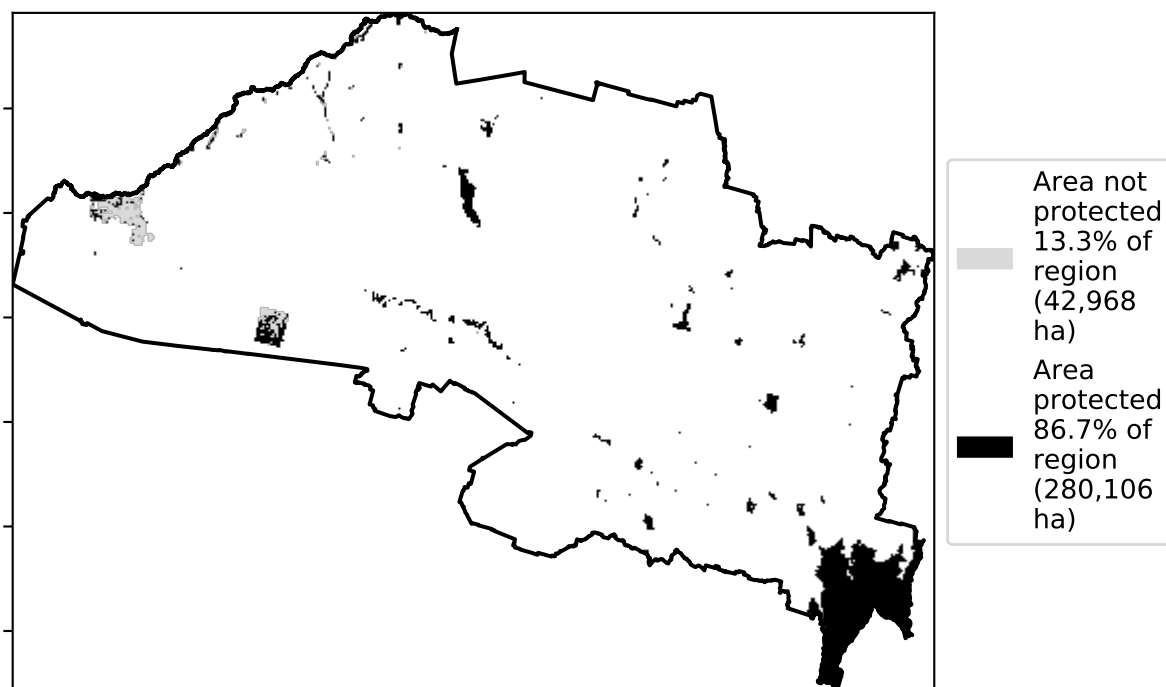 Area not
protected
13.3% of
region
(42,968
ha)
Area
protected
86.7% of
region
(280,106
ha)